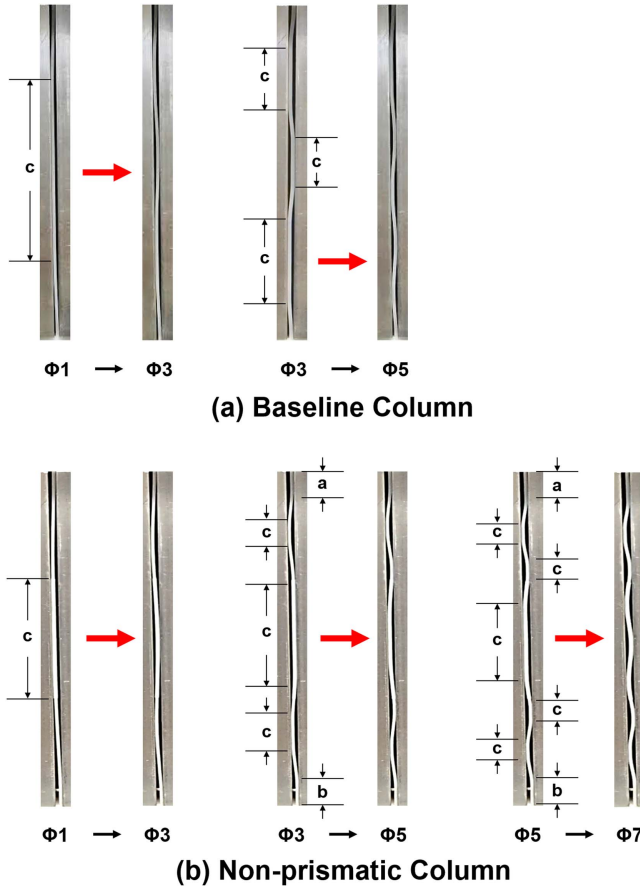 c
c
c
c
Φ1 → Φ3
Φ3 → Φ5
(a) Baseline Column
a
c
c
c
c
a
c
c
c
c
c
b
b
Φ1 → Φ3
Φ3 → Φ5
Φ5 → Φ7
(b) Non-prismatic Column